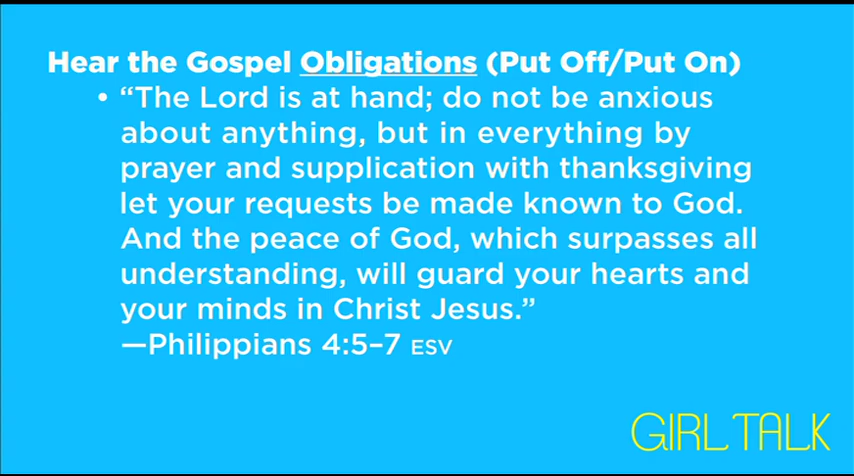 Hear the Gospel Obligations (Put Off/Put On)
• “The Lord is at hand; do not be anxious
about anything, but in everything by
prayer and supplication with thanksgiving
let your requests be made known to God.
And the peace of God, which surpasses all
understanding, will guard your hearts and
your minds in Christ Jesus.”
—Philippians 4:5–7 ESV
GIRL TALK